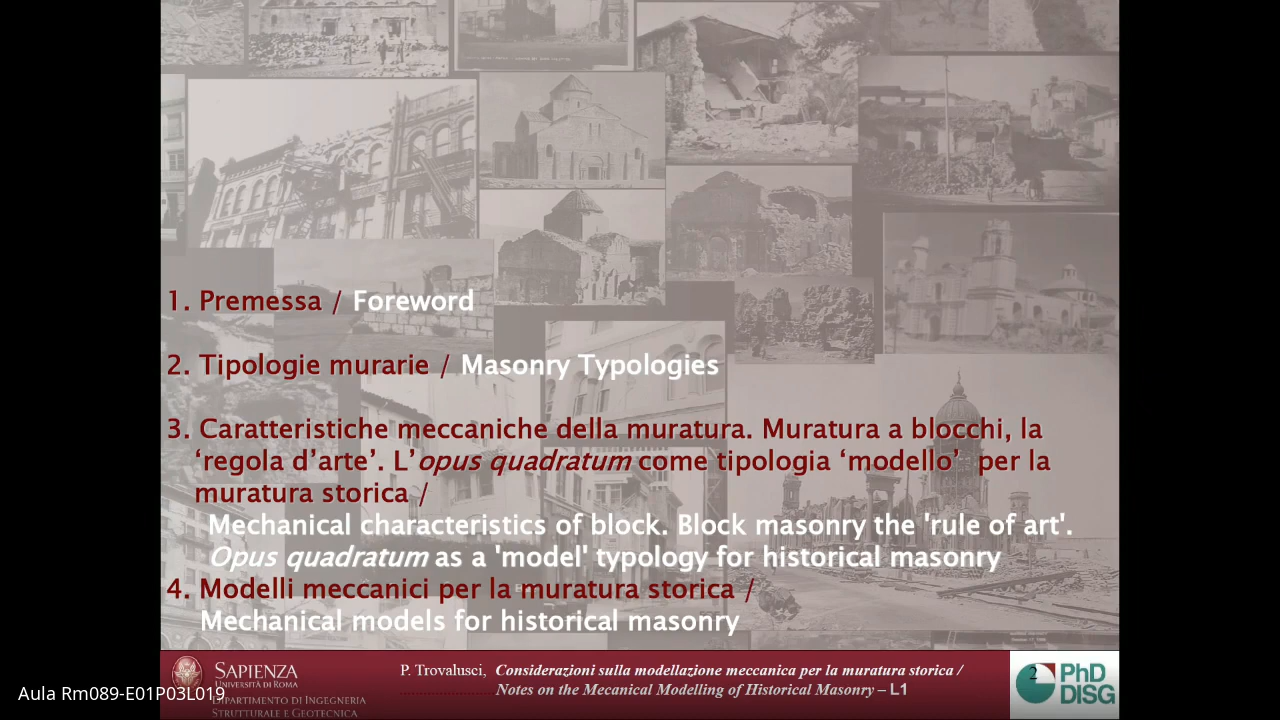 1. Premessa / Foreword
2. Tipologie murarie / Masonry Typologies
3. Caratteristiche meccaniche della muratura. Muratura a blocchi, la
‘regola d’arte’. L’opus quadratum come tipologia ‘modello’ per la
muratura storica /
Mechanical characteristics of block. Block masonry the 'rule of art'.
Opus quadratum as a 'model' typology for historical masonry
4. Modelli meccanici per la muratura storica /
Mechanical models for historical masonry
SAPIENZA
UNIVERSITÀ DI ROMA
DIPARTIMENTO DI INGEGNERIA
STRUTTURALE E GEOTECNICA
P. Trovalusci, Considerazioni sulla modellazione meccanica per la muratura storica /
Notes on the Mecanical Modelling of Historical Masonry – L1
2
PhD
DISG
Aula Rm089-E01P03L019